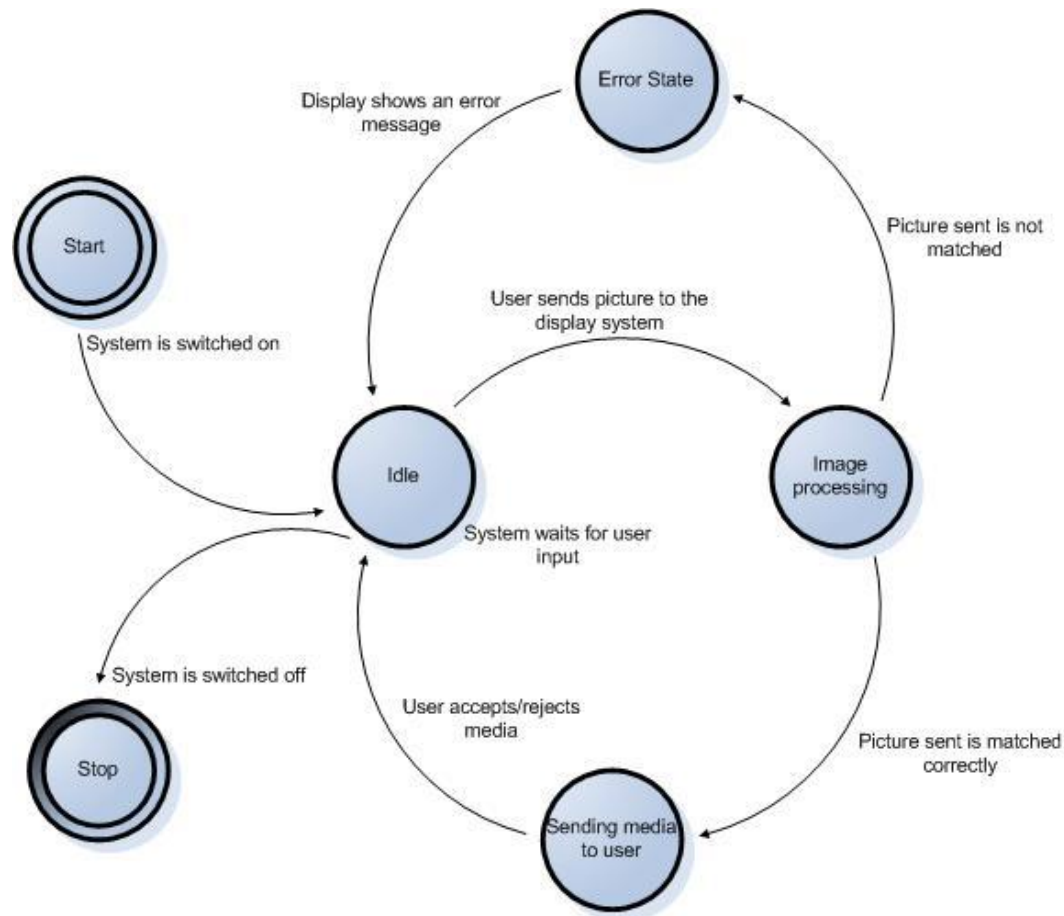 Error State
Display shows an error
message
Start
Picture sent is not
matched
User sends picture to the
display system
System is switched on
Idle
Image
processing
System waits for user
input
System is switched off
User accepts/rejects
media
Picture sent is matched
correctly
Stop
Sending media
to user